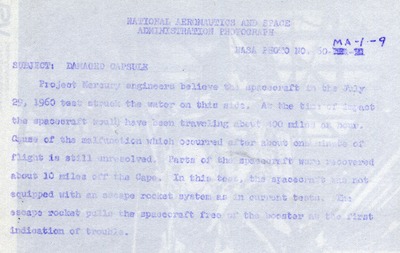 NATIONAL AERONAUTICS AND SPACE
ADMINISTRATION PHOTOGRAPH
MA-1-9
NASA PHOTO NO. 60-
SUBJECT: DAMAGED CAPSULE
Project Mercury engineers believe the spacecraft in the July
29, 1960 test struck the water on this side. At the time of impact
the spacecraft would have been traveling about 400 miles an hour.
Cause of the malfunction which occurred after about one minute of
flight is still unresolved. Parts of the spacecraft were recovered
about 10 miles off the Cape. In this test, the spacecraft was not
equipped with an escape rocket system as in current tests. The
escape rocket pulls the spacecraft free of the booster at the first
indication of trouble.